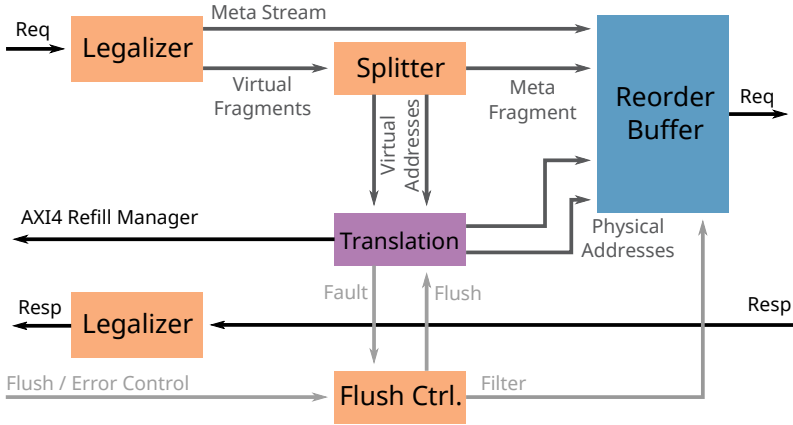 Meta Stream
Req
Legalizer
Virtual
Fragments
Splitter
Meta
Fragment
Reorder
Buffer
Req
Virtual
Addresses
AXI4 Refill Manager
Translation
Physical
Addresses
Fault
Flush
Resp
Legalizer
Resp
Flush / Error Control
Flush Ctrl.
Filter